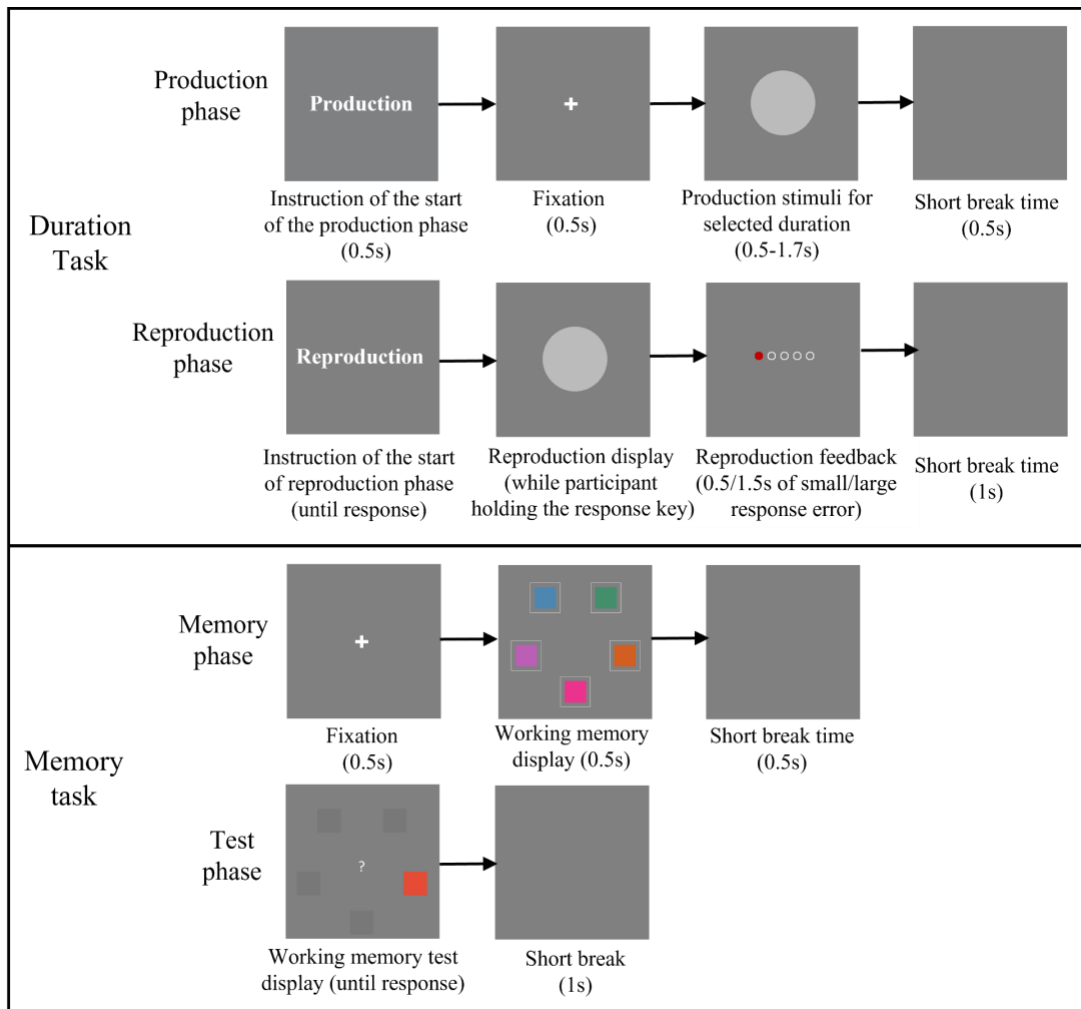 Production
phase
Production
Instruction of the start
of the production phase
(0.5s)
Fixation
(0.5s)
Production stimuli for
selected duration
(0.5-1.7s)
Short break time
(0.5s)
Duration
Task
Reproduction
phase
Reproduction
Instruction of the start
of reproduction phase
(until response)
Reproduction display
(while participant
holding the response key)
Reproduction feedback
(0.5/1.5s of small/large
response error)
Short break time
(1s)
Memory
phase
Fixation
(0.5s)
Working memory
display (0.5s)
Short break time
(0.5s)
Memory
task
Test
phase
?
Working memory test
display (until response)
Short break
(1s)